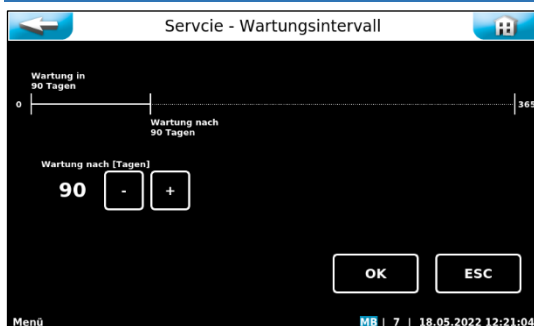 Servcie - Wartungsintervall
Wartung in
90 Tagen
0
365
Wartung nach
90 Tagen
Wartung nach [Tagen]
90 - +
OK ESC
Menü MB | 7 | 18.05.2022 12:21:04